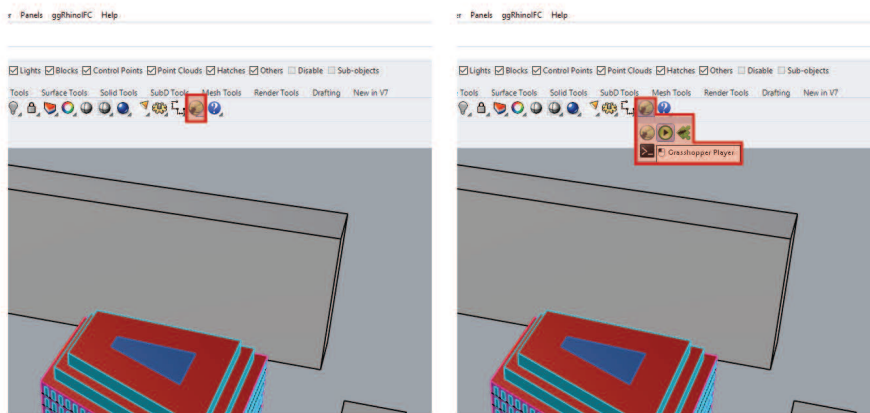 r Panels ggRhinoIFC Help
Lights Blocks Control Points Point Clouds Hatches Others Disable Sub-objects
Tools Surface Tools Solid Tools SubD Tools Mesh Tools Render Tools Drafting New in V7
er Panels ggRhinoIFC Help
Lights Blocks Control Points Point Clouds Hatches Others Disable Sub-objects
Tools Surface Tools Solid Tools SubD Tools Mesh Tools Render Tools Drafting New in V7
Grasshopper Player